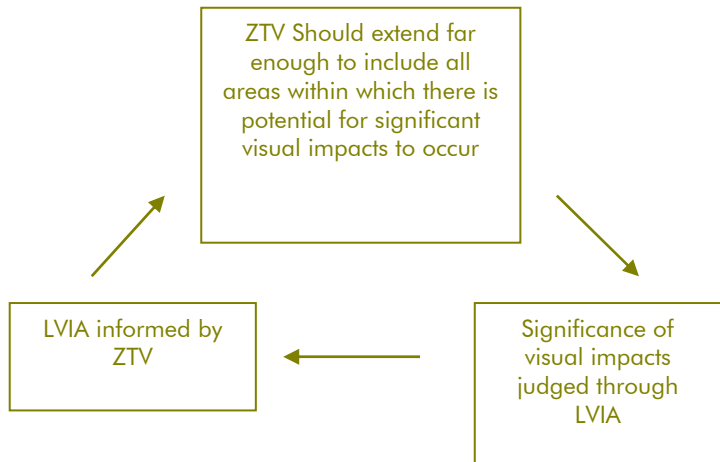 ZTV Should extend far
enough to include all
areas within which there is
potential for significant
visual impacts to occur
LVIA informed by
ZTV
Significance of
visual impacts
judged through
LVIA